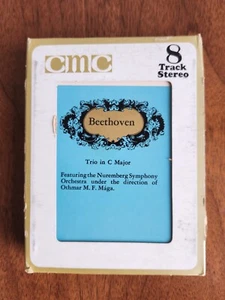 cmc
8
Track
Stereo
Beethoven
Trio in C Major
Featuring the Nuremberg Symphony
Orchestra under the direction of
Othmar M. F. Mága.